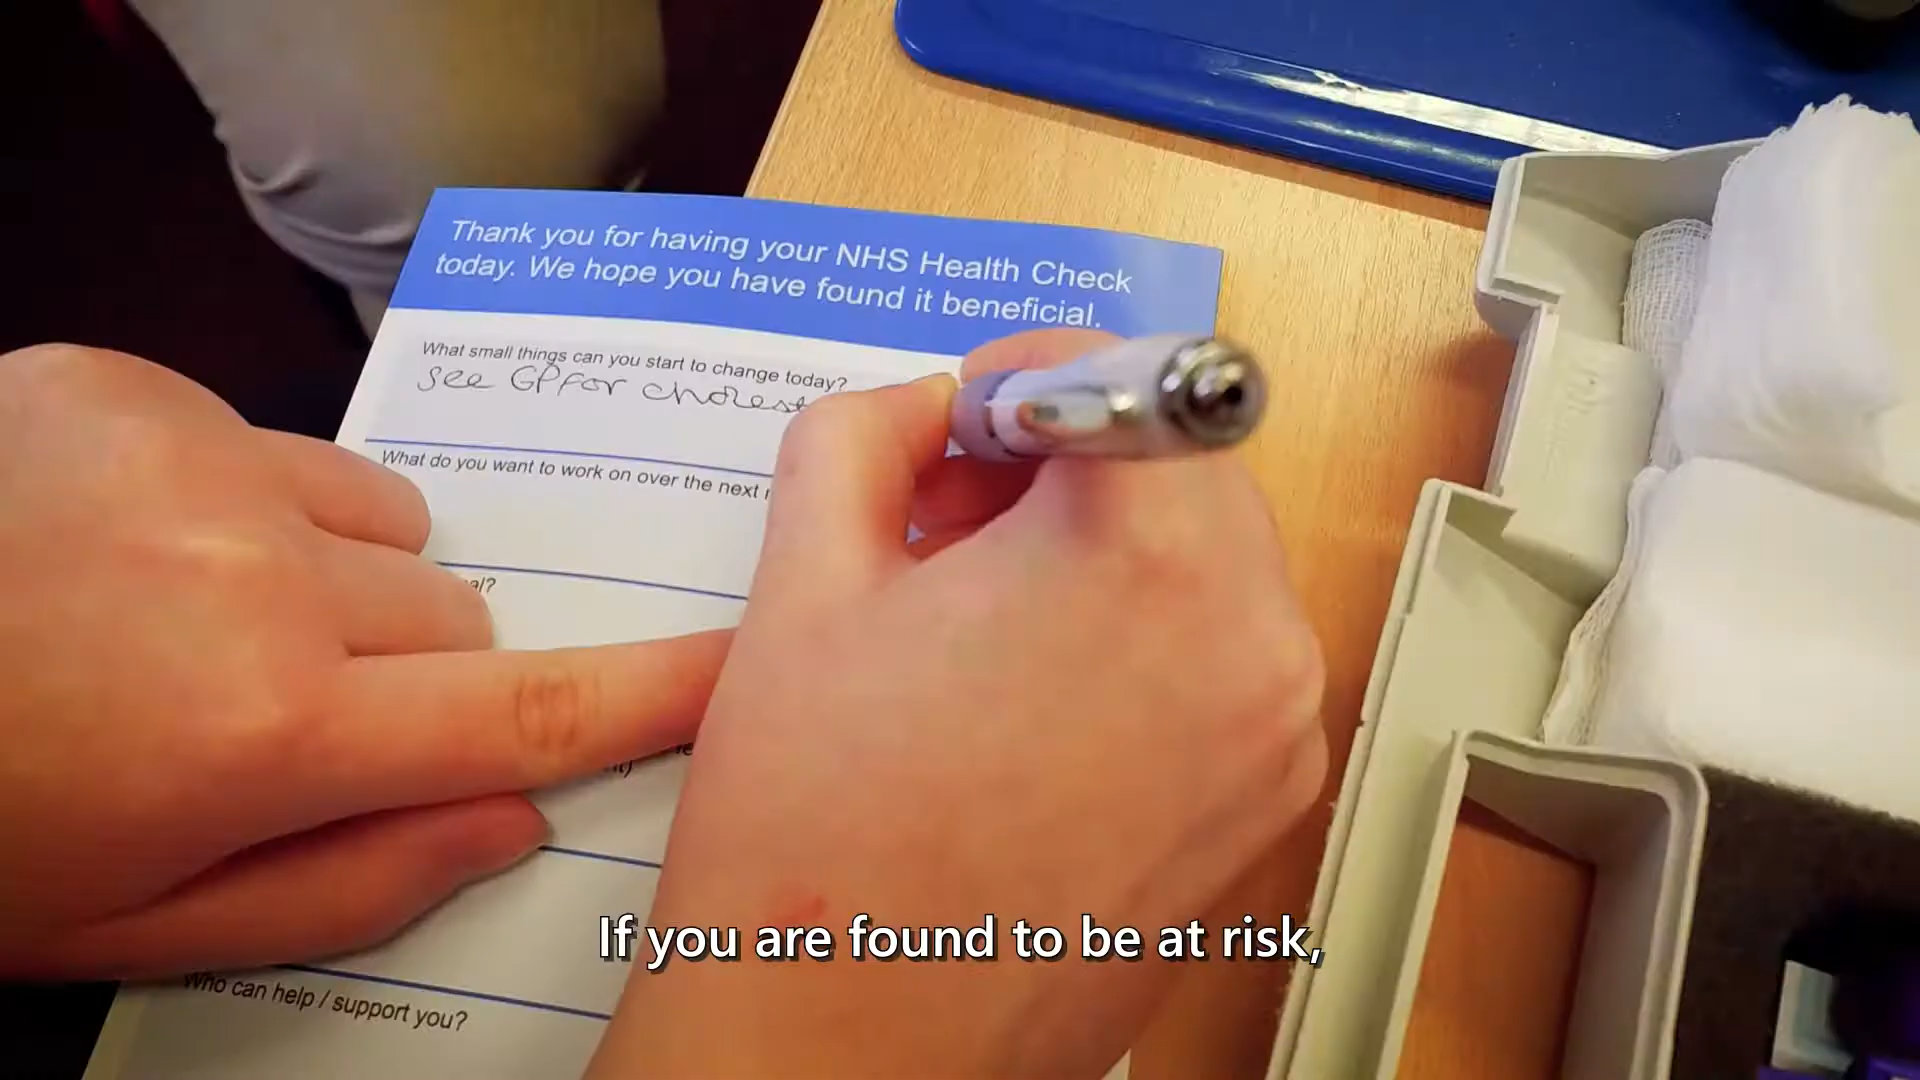 Thank you for having your NHS Health Check
today. We hope you have found it beneficial.
What small things can you start to change today?
See GP for cholest
What do you want to work on over the next
Who can help / support you?
If you are found to be at risk,